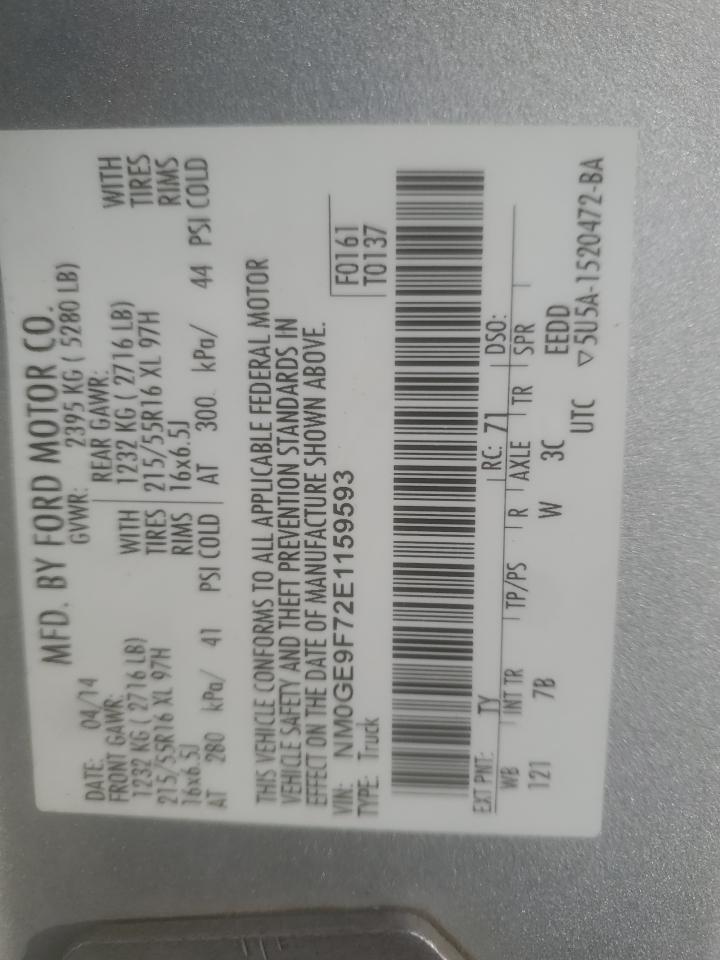 MFD. BY FORD MOTOR CO.
DATE: 04/14 GVWR: 2395 KG ( 5280 LB)
FRONT GAWR: REAR GAWR:
1232 KG ( 2716 LB) WITH 1232 KG ( 2716 LB) WITH
215/55R16 XL 97H TIRES 215/55R16 XL 97H TIRES
16x6.5J RIMS 16x6.5J RIMS
AT 280 kPa/ 41 PSI COLD AT 300 kPa/ 44 PSI COLD
THIS VEHICLE CONFORMS TO ALL APPLICABLE FEDERAL MOTOR
VEHICLE SAFETY AND THEFT PREVENTION STANDARDS IN
EFFECT ON THE DATE OF MANUFACTURE SHOWN ABOVE.
VIN: NM0GE9F72E1159593 F0161
TYPE: Truck T0137
EXT PNT: TY RC: 71 DSO:
WB INT TR TP/PS R AXLE TR SPR
121 7B W 3C EEDD
UTC ▽5U5A-1520472-BA